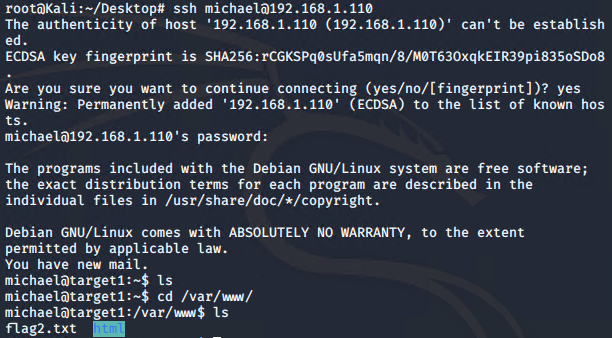 root@Kali:~/Desktop# ssh michael@192.168.1.110
The authenticity of host '192.168.1.110 (192.168.1.110)' can't be establish
ed.
ECDSA key fingerprint is SHA256:rCGKSPq0sUfa5mqn/8/M0T63OxqkEIR39pi835oSDo8
.
Are you sure you want to continue connecting (yes/no/[fingerprint])? yes
Warning: Permanently added '192.168.1.110' (ECDSA) to the list of known hos
ts.
michael@192.168.1.110's password:
The programs included with the Debian GNU/Linux system are free software;
the exact distribution terms for each program are described in the
individual files in /usr/share/doc/*/copyright.
Debian GNU/Linux comes with ABSOLUTELY NO WARRANTY, to the extent
permitted by applicable law.
You have new mail.
michael@target1:~$ ls
michael@target1:~$ cd /var/www/
michael@target1:/var/www$ ls
flag2.txt  html